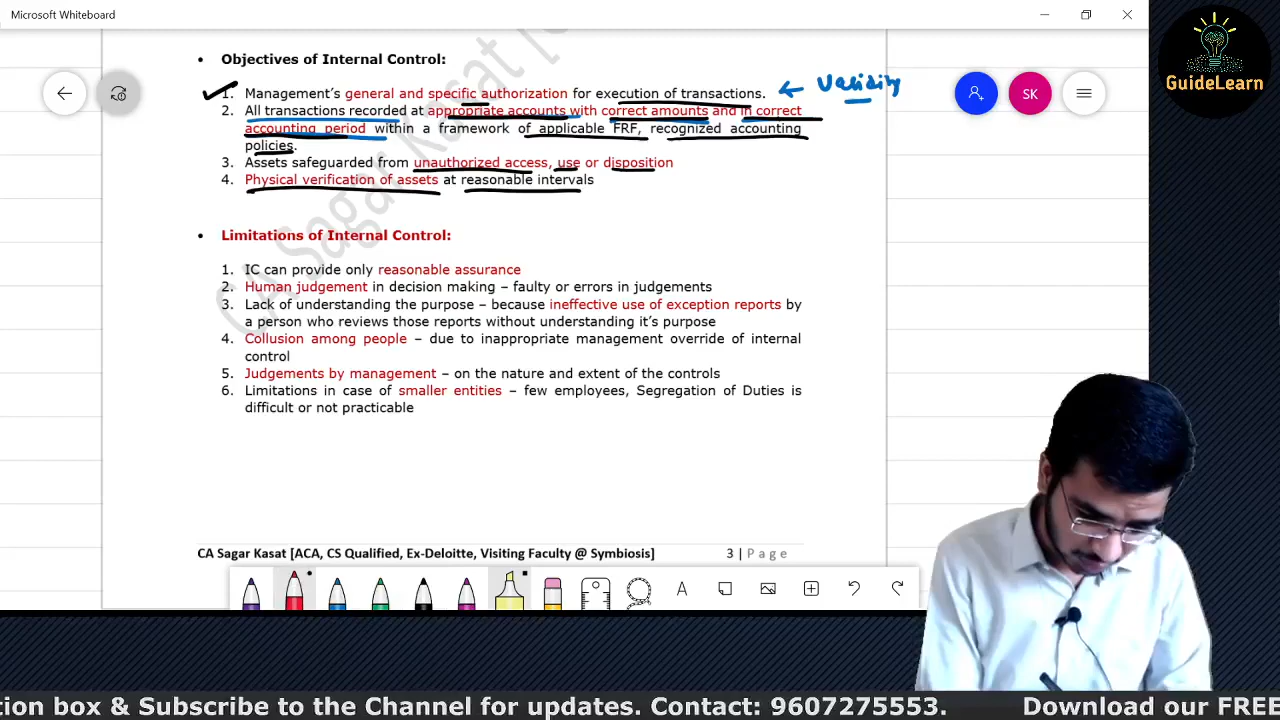 Microsoft Whiteboard
GuideLearn
SK
• Objectives of Internal Control:
1. Management's general and specific authorization for execution of transactions.
← Validity
2. All transactions recorded at appropriate accounts with correct amounts and in correct
accounting period within a framework of applicable FRF, recognized accounting
policies.
3. Assets safeguarded from unauthorized access, use or disposition
4. Physical verification of assets at reasonable intervals
• Limitations of Internal Control:
1. IC can provide only reasonable assurance
2. Human judgement in decision making – faulty or errors in judgements
3. Lack of understanding the purpose – because ineffective use of exception reports by
a person who reviews those reports without understanding it's purpose
4. Collusion among people – due to inappropriate management override of internal
control
5. Judgements by management – on the nature and extent of the controls
6. Limitations in case of smaller entities – few employees, Segregation of Duties is
difficult or not practicable
CA Sagar Kasat [
CA Sagar Kasat [ACA, CS Qualified, Ex-Deloitte, Visiting Faculty @ Symbiosis] 3 | Page
A
tion box & Subscribe to the Channel for updates. Contact: 9607275553. Download our FREE